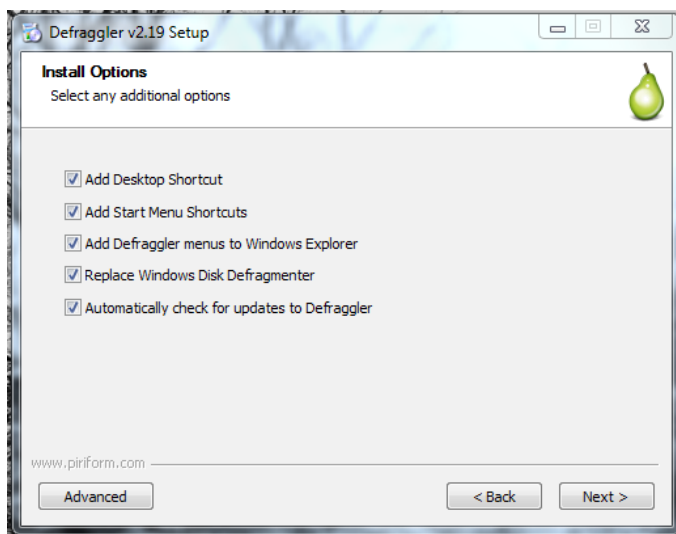 Defraggler v2.19 Setup
Install Options
Select any additional options
Add Desktop Shortcut
Add Start Menu Shortcuts
Add Defraggler menus to Windows Explorer
Replace Windows Disk Defragmenter
Automatically check for updates to Defraggler
www.piriform.com
Advanced
< Back
Next >